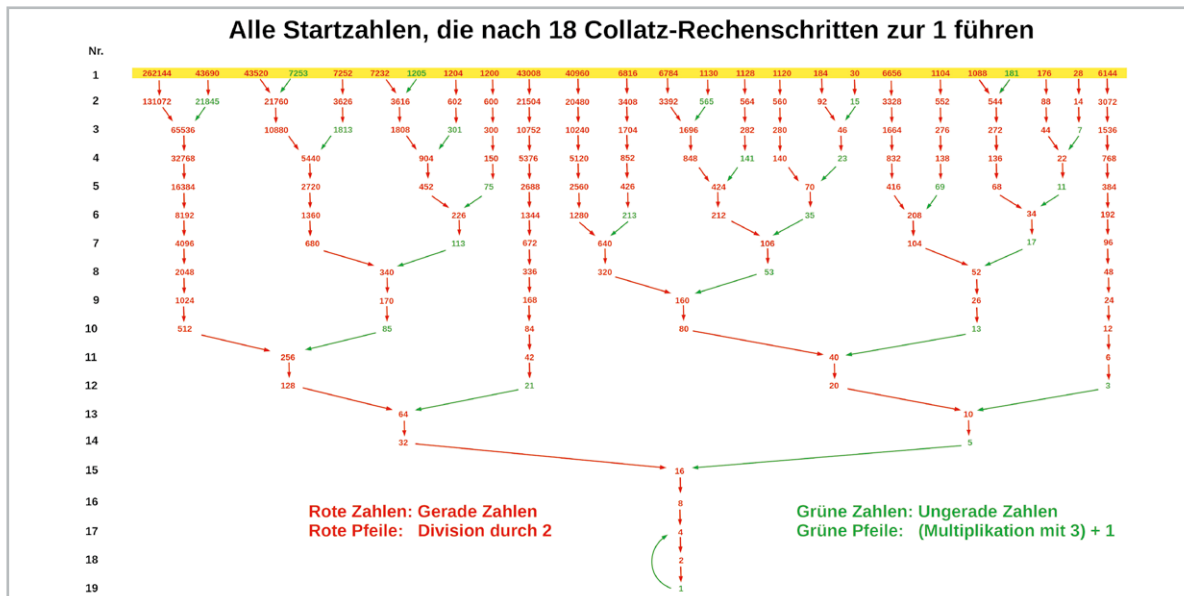 Alle Startzahlen, die nach 18 Collatz-Rechenschritten zur 1 führen
Nr.
1 262144 43690 43520 7253 7252 7232 1205 1204 1200 43008 40960 6816 6784 1130 1128 1120 184 30 6656 1104 1088 181 176 28 6144
2 131072 21845 21760 3626 3616 602 600 21504 20480 3408 3392 565 564 560 92 15 3328 552 544 88 14 3072
3 65536 10880 1813 1808 301 300 10752 10240 1704 1696 282 280 46 1664 276 272 44 7 1536
4 32768 5440 904 150 5376 5120 852 848 141 140 23 832 138 136 22 768
5 16384 2720 452 75 2688 2560 426 424 70 416 69 68 11 384
6 8192 1360 226 1344 1280 213 212 35 208 34 192
7 4096 680 113 672 640 106 104 17 96
8 2048 340 336 320 53 52 48
9 1024 170 168 160 26 24
10 512 85 84 80 13 12
11 256 42 40 6
12 128 21 20 3
13 64 10
14 32 5
15 16
16 8
Rote Zahlen: Gerade Zahlen
Rote Pfeile: Division durch 2
Grüne Zahlen: Ungerade Zahlen
Grüne Pfeile: (Multiplikation mit 3) + 1
17 4
18 2
19 1